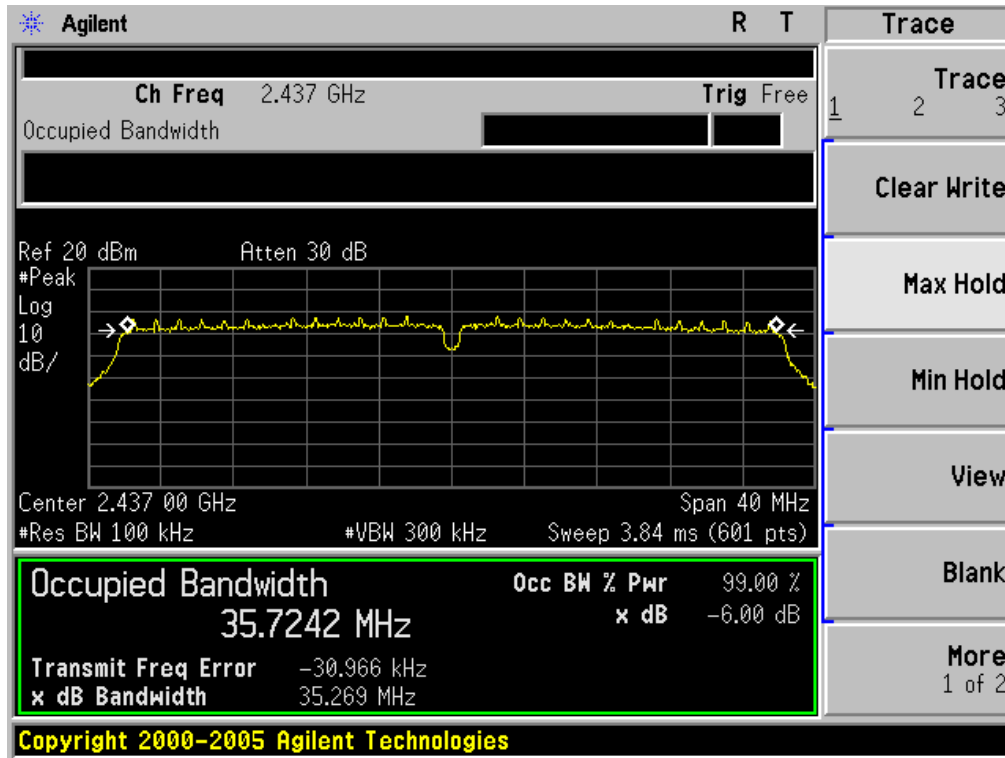 Agilent R T Trace
Ch Freq 2.437 GHz Trig Free
Occupied Bandwidth
Trace
1 2 3
Clear Write
Max Hold
Min Hold
View
Blank
More
1 of 2
Ref 20 dBm Atten 30 dB
#Peak
Log
10
dB/
Center 2.437 00 GHz Span 40 MHz
#Res BW 100 kHz #VBW 300 kHz Sweep 3.84 ms (601 pts)
Occupied Bandwidth Occ BW % Pwr 99.00 %
35.7242 MHz x dB -6.00 dB
Transmit Freq Error -30.966 kHz
x dB Bandwidth 35.269 MHz
Copyright 2000-2005 Agilent Technologies